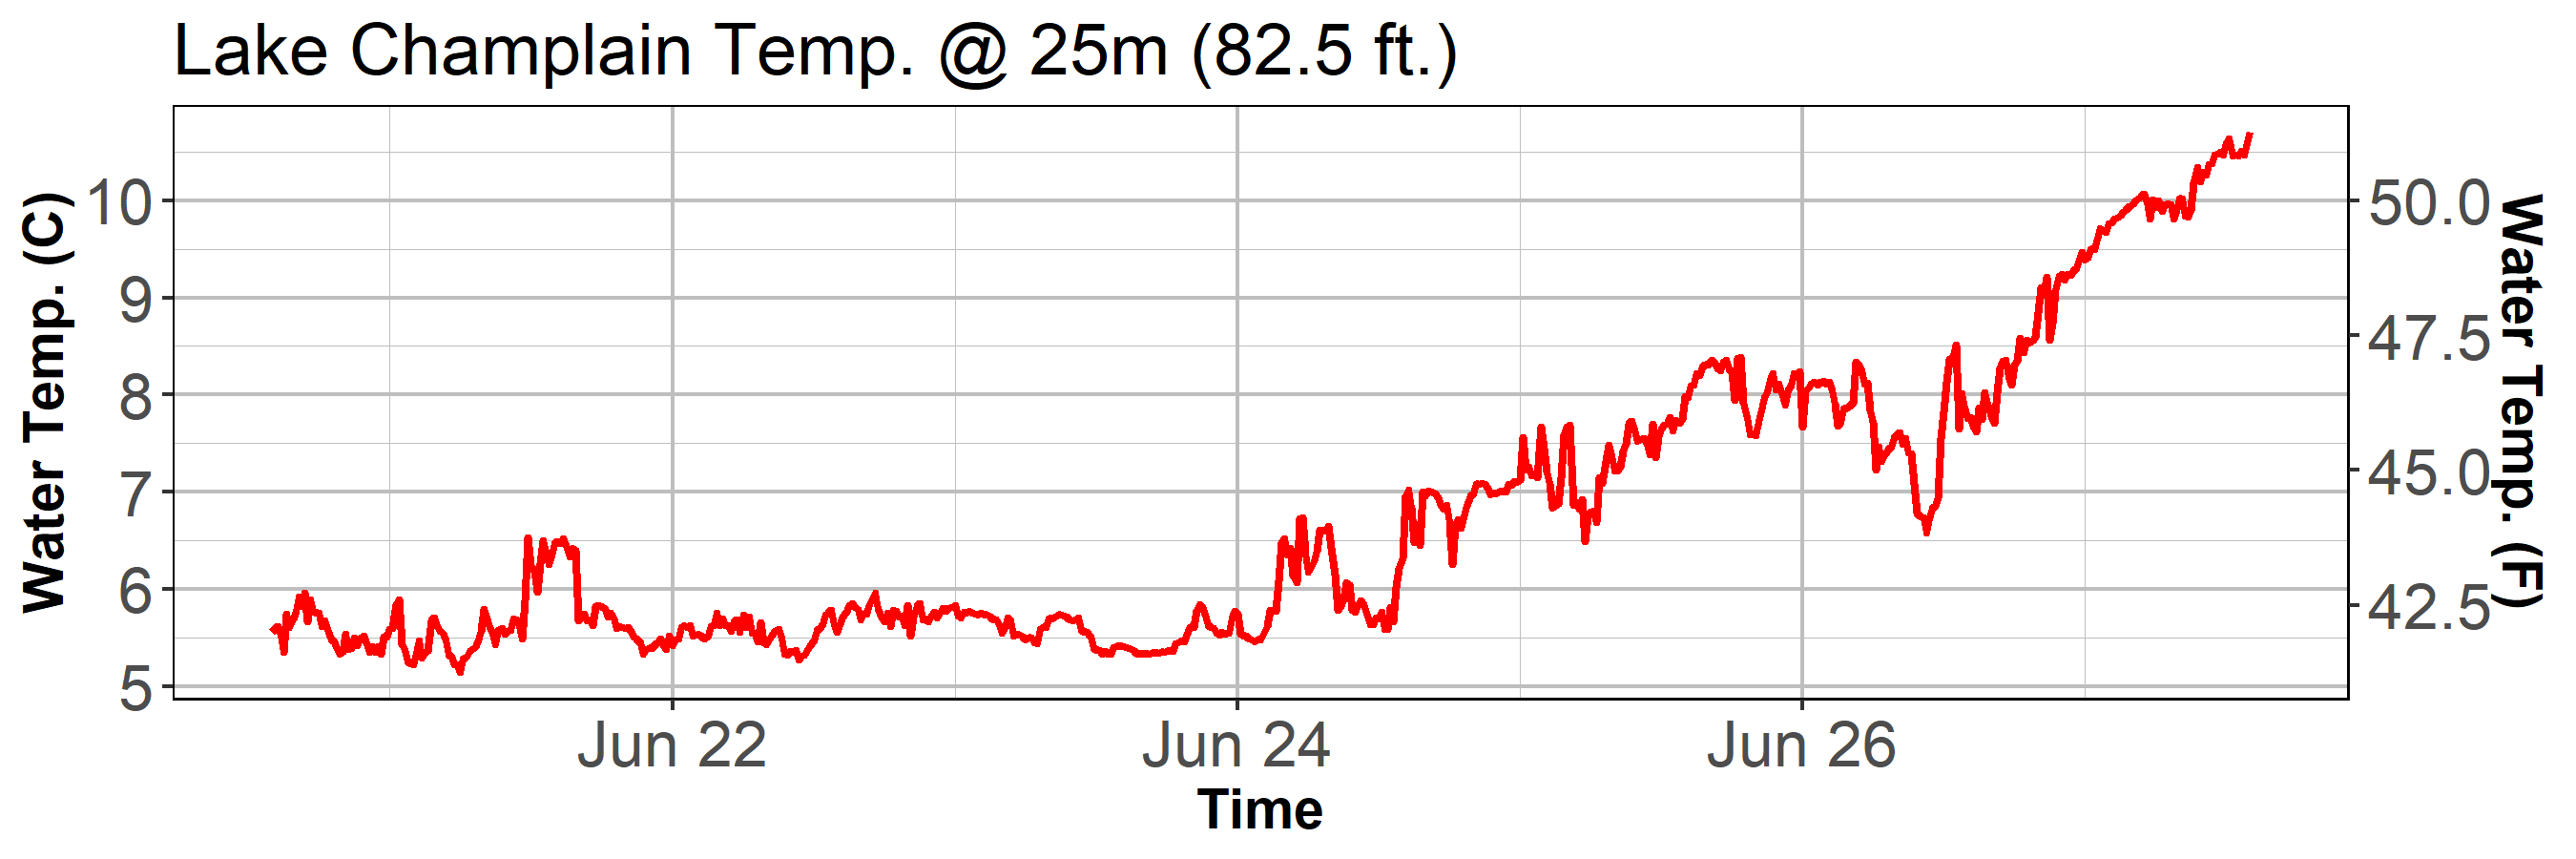 Lake Champlain Temp. @ 25m (82.5 ft.)
Water Temp. (C)
10
9
8
7
6
5
50.0
47.5
45.0
42.5
Water Temp. (F)
Jun 22
Jun 24
Jun 26
Time